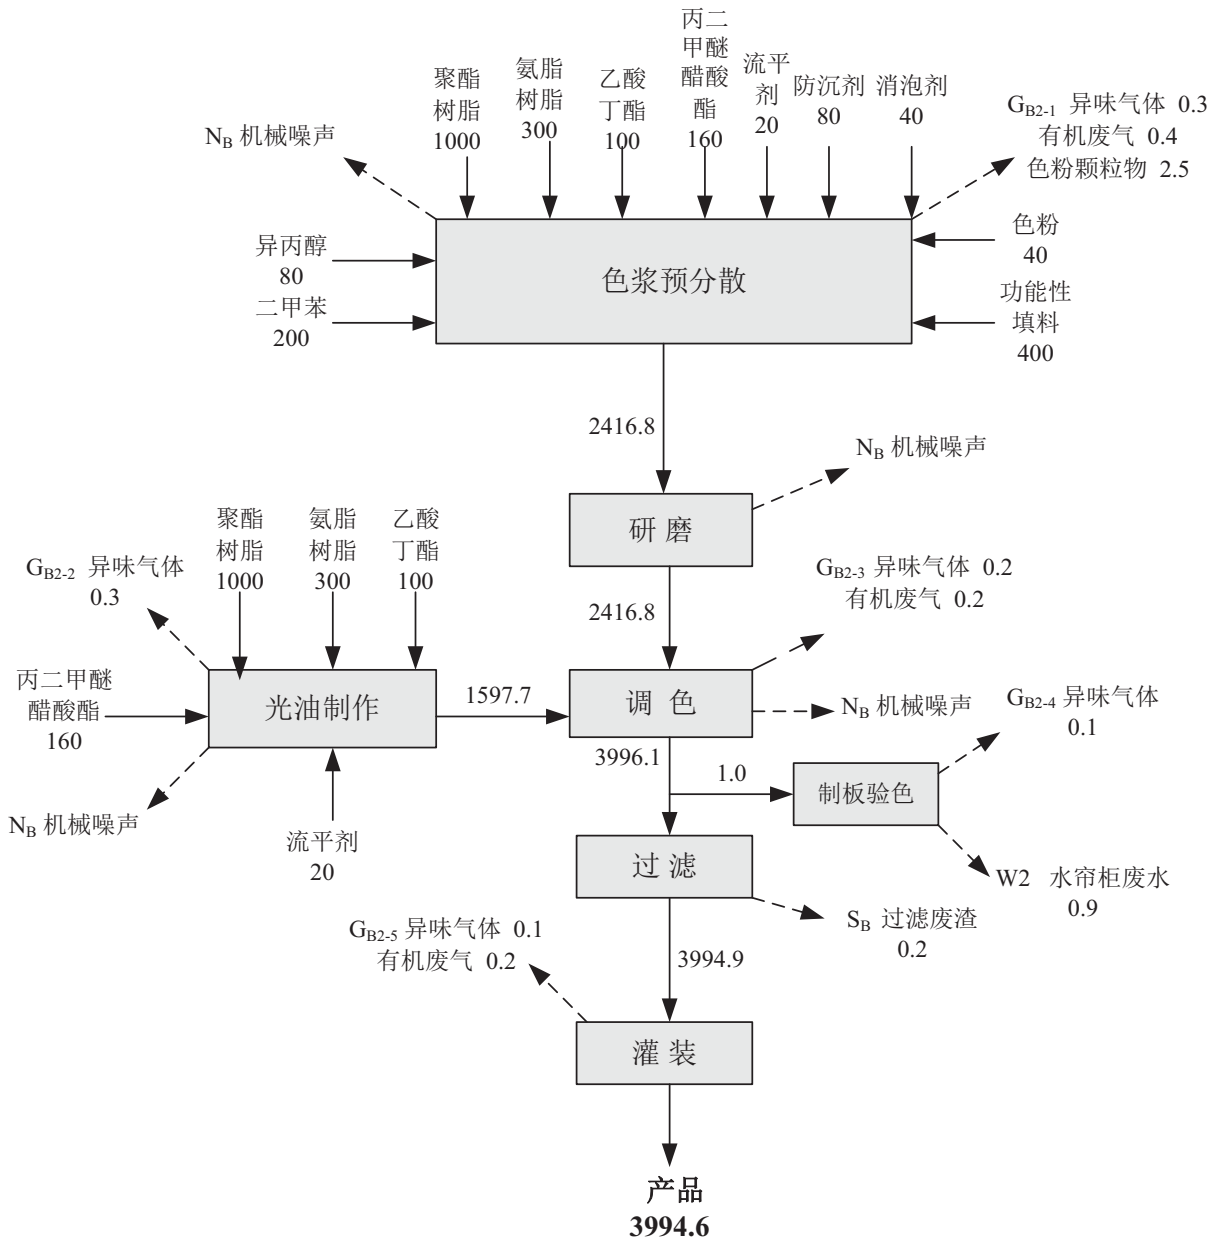 丙二
甲醚
醋酸
酯
160
聚酯
树脂
1000
氨脂
树脂
300
乙酸
丁酯
100
流平
剂
20
防沉剂
80
消泡剂
40
G_B2-1 异味气体 0.3
有机废气 0.4
色粉颗粒物 2.5
N_B 机械噪声
异丙醇
80
二甲苯
200
色浆预分散
色粉
40
功能性
填料
400
2416.8
N_B 机械噪声
研磨
聚酯
树脂
1000
氨脂
树脂
300
乙酸
丁酯
100
G_B2-2 异味气体
0.3
2416.8
G_B2-3 异味气体 0.2
有机废气 0.2
丙二甲醚
醋酸酯
160
光油制作
1597.7
调色
N_B 机械噪声
G_B2-4 异味气体
0.1
3996.1
1.0
制板验色
N_B 机械噪声
流平剂
20
过滤
W2 水帘柜废水
0.9
S_B 过滤废渣
0.2
G_B2-5 异味气体 0.1
有机废气 0.2
3994.9
灌装
产品
3994.6